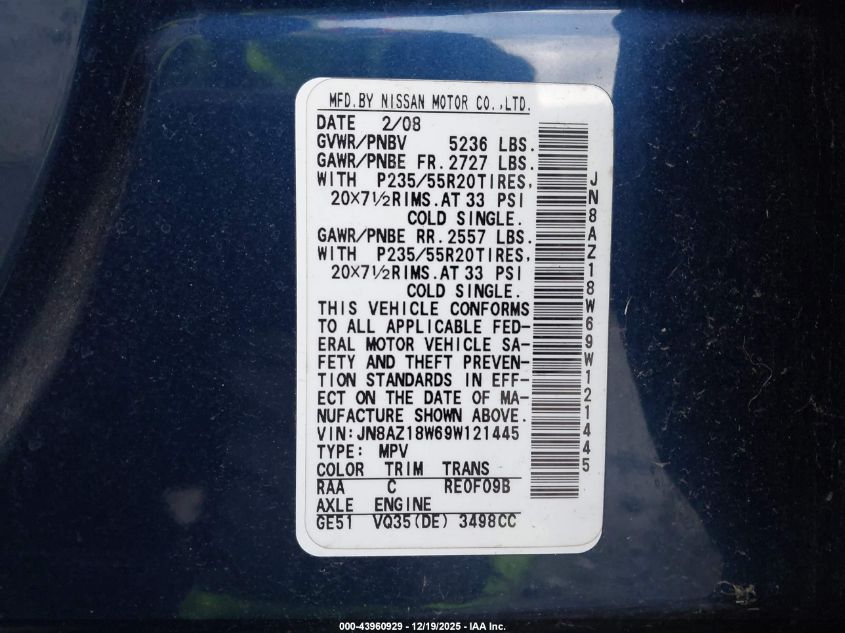 MFD.BY NISSAN MOTOR CO.,LTD.
DATE 2/08
GVWR/PNBV 5236 LBS.
GAWR/PNBE FR.2727 LBS.
WITH P235/55R20TIRES,
20×7½RIMS.AT 33 PSI
COLD SINGLE.
GAWR/PNBE RR.2557 LBS.
WITH P235/55R20TIRES,
20×7½RIMS.AT 33 PSI
COLD SINGLE.
THIS VEHICLE CONFORMS
TO ALL APPLICABLE FED-
ERAL MOTOR VEHICLE SA-
FETY AND THEFT PREVEN-
TION STANDARDS IN EFF-
ECT ON THE DATE OF MA-
NUFACTURE SHOWN ABOVE.
VIN:JN8AZ18W69W121445
TYPE: MPV
COLOR TRIM TRANS
RAA C RE0F09B
AXLE ENGINE
GE51 VQ35(DE) 3498CC
JN8AZ18W69W121445
000-43960929 - 12/19/2025 - IAA Inc.